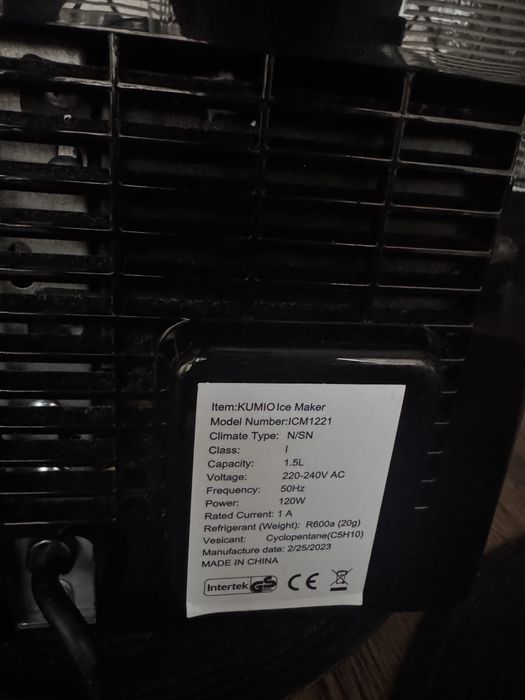 Item:KUMIO Ice Maker
Model Number:ICM1221
Climate Type: N/SN
Class: I
Capacity: 1.5L
Voltage: 220-240V AC
Frequency: 50Hz
Power: 120W
Rated Current: 1 A
Refrigerant (Weight): R600a (20g)
Vesicant: Cyclopentane(C5H10)
Manufacture date: 2/25/2023
MADE IN CHINA
Intertek GS CE